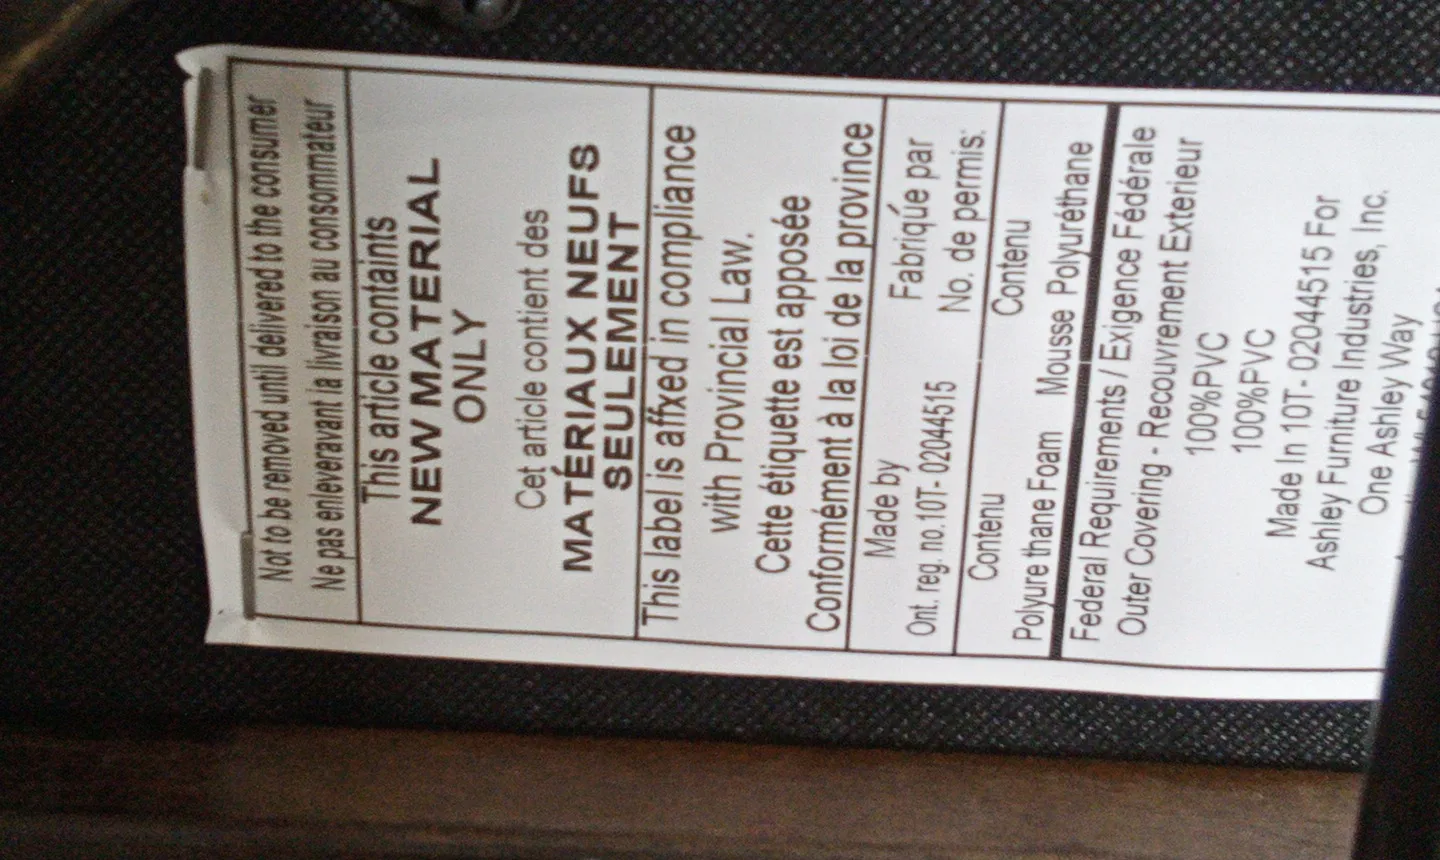 Not to be removed until delivered to the consumer
Ne pas enleveravant la livraison au consommateur
This article containts
NEW MATERIAL
ONLY
Cet article contient des
MATÉRIAUX NEUFS
SEULEMENT
This label is affxed in compliance
with Provincial Law.
Cette étiquette est apposée
Conformément à la loi de la province
Made by Fabriqué par
Ont. reg. no.10T- 02044515 No. de permis.
Contenu Contenu
Polyure thane Foam Mousse Polyuréthane
Federal Requirements / Exigence Fédérale
Outer Covering - Recouvrement Exterieur
100%PVC
100%PVC
Made In 10T- 02044515 For
Ashley Furniture Industries, Inc.
One Ashley Way